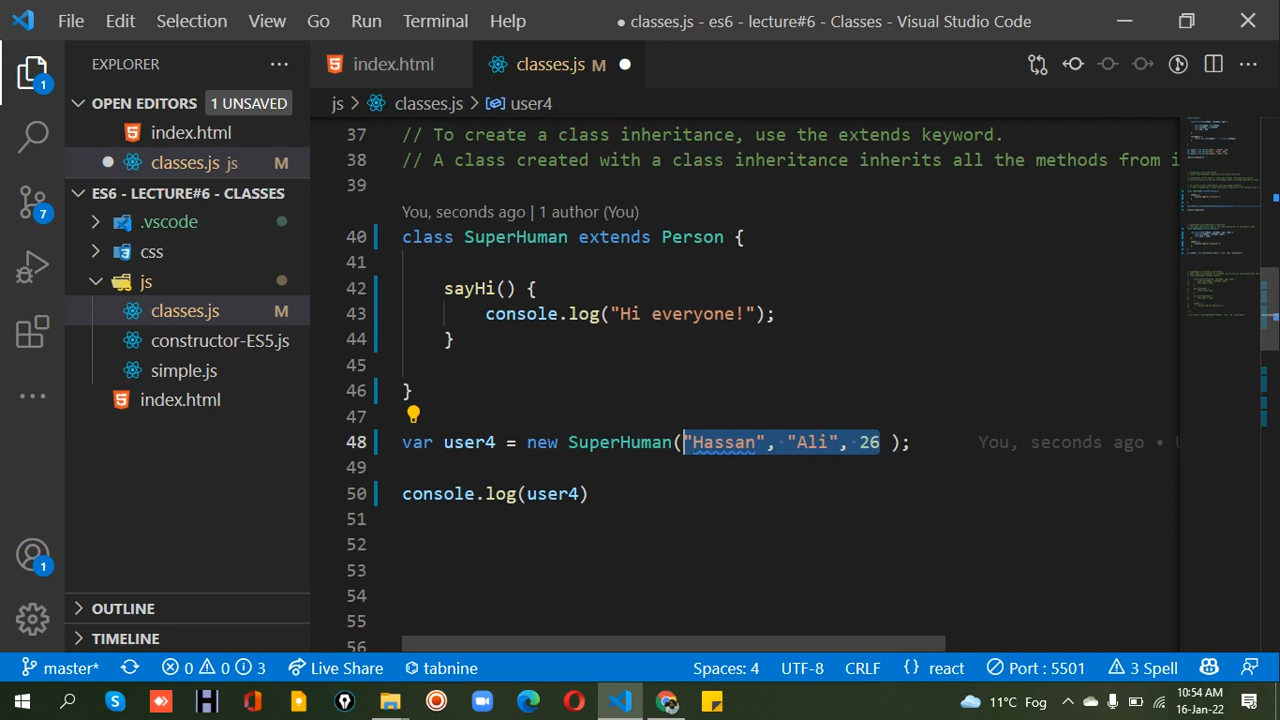 File Edit Selection View Go Run Terminal Help ● classes.js - es6 - lecture#6 - Classes - Visual Studio Code
EXPLORER
index.html
classes.js M
OPEN EDITORS 1 UNSAVED
js > classes.js > user4
index.html
classes.js js M
ES6 - LECTURE#6 - CLASSES
.vscode
css
js
classes.js M
constructor-ES5.js
simple.js
index.html
OUTLINE
TIMELINE
1
7
1
37 // To create a class inheritance, use the extends keyword.
38 // A class created with a class inheritance inherits all the methods from i
39
You, seconds ago | 1 author (You)
40 class SuperHuman extends Person {
41
42 sayHi() {
43 console.log("Hi everyone!");
44 }
45
46 }
47
48 var user4 = new SuperHuman("Hassan", "Ali", 26 ); You, seconds ago •
49
50 console.log(user4)
51
52
53
54
55
56
master* 0 0 3 Live Share tabnine Spaces: 4 UTF-8 CRLF {} react Port : 5501 3 Spell
11°C Fog 10:54 AM
16-Jan-22